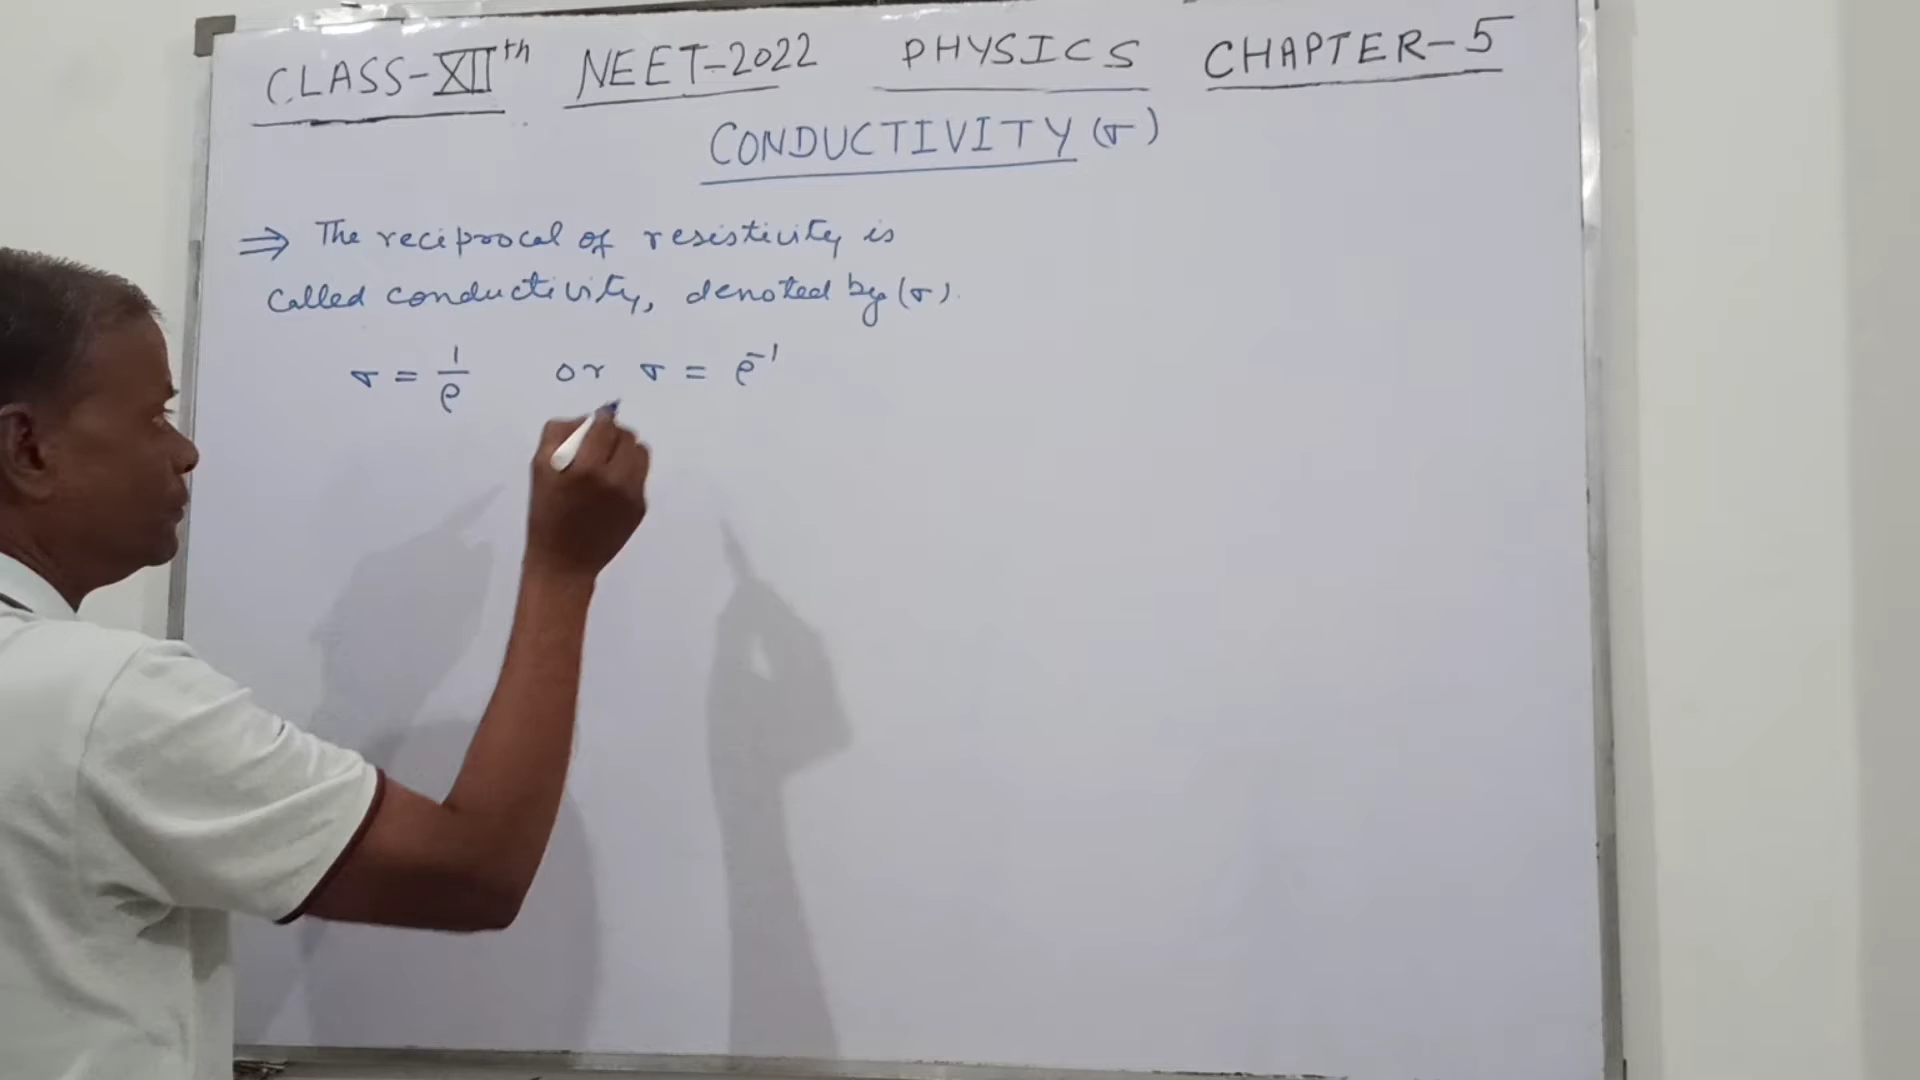 CLASS-XIIth NEET-2022 PHYSICS CHAPTER-5
CONDUCTIVITY (σ)
⇒ The reciprocal of resistivity is
called conductivity, denoted by (σ).
σ = 1/ρ or σ = ρ⁻¹